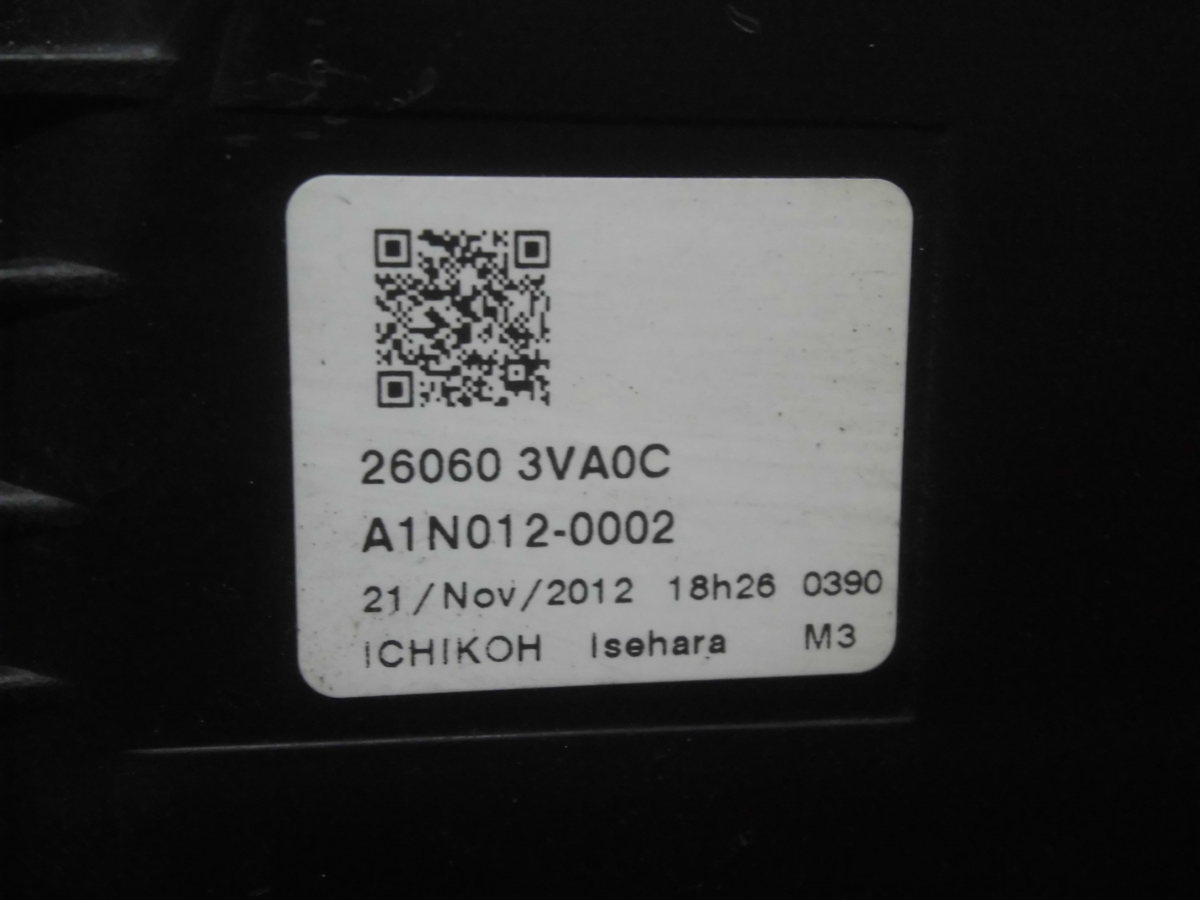 26060 3VA0C
A1N012-0002
21/Nov/2012 18h26 0390
ICHIKOH Isehara M3